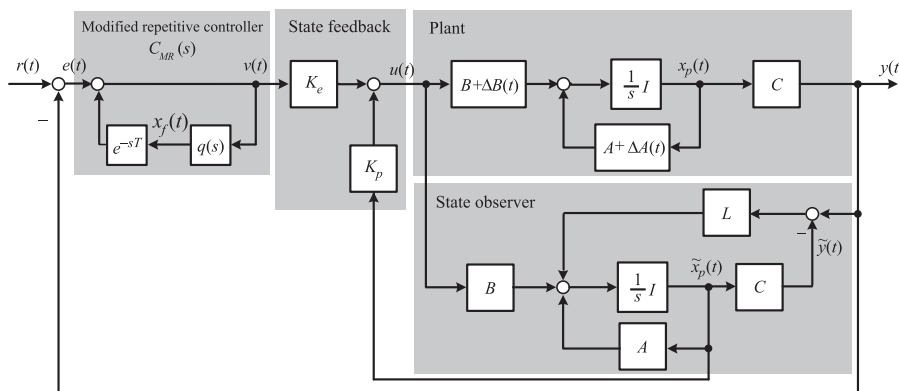 Modified repetitive controller
C_MR(s)
State feedback
Plant
r(t)
e(t)
v(t)
u(t)
x_p(t)
y(t
−
K_e
B+ΔB(t)
1/s I
C
x_f(t)
e^{−sT}
q(s)
K_p
A+ΔA(t)
State observer
L
−
ỹ(t)
x̃_p(t)
B
1/s I
C
A